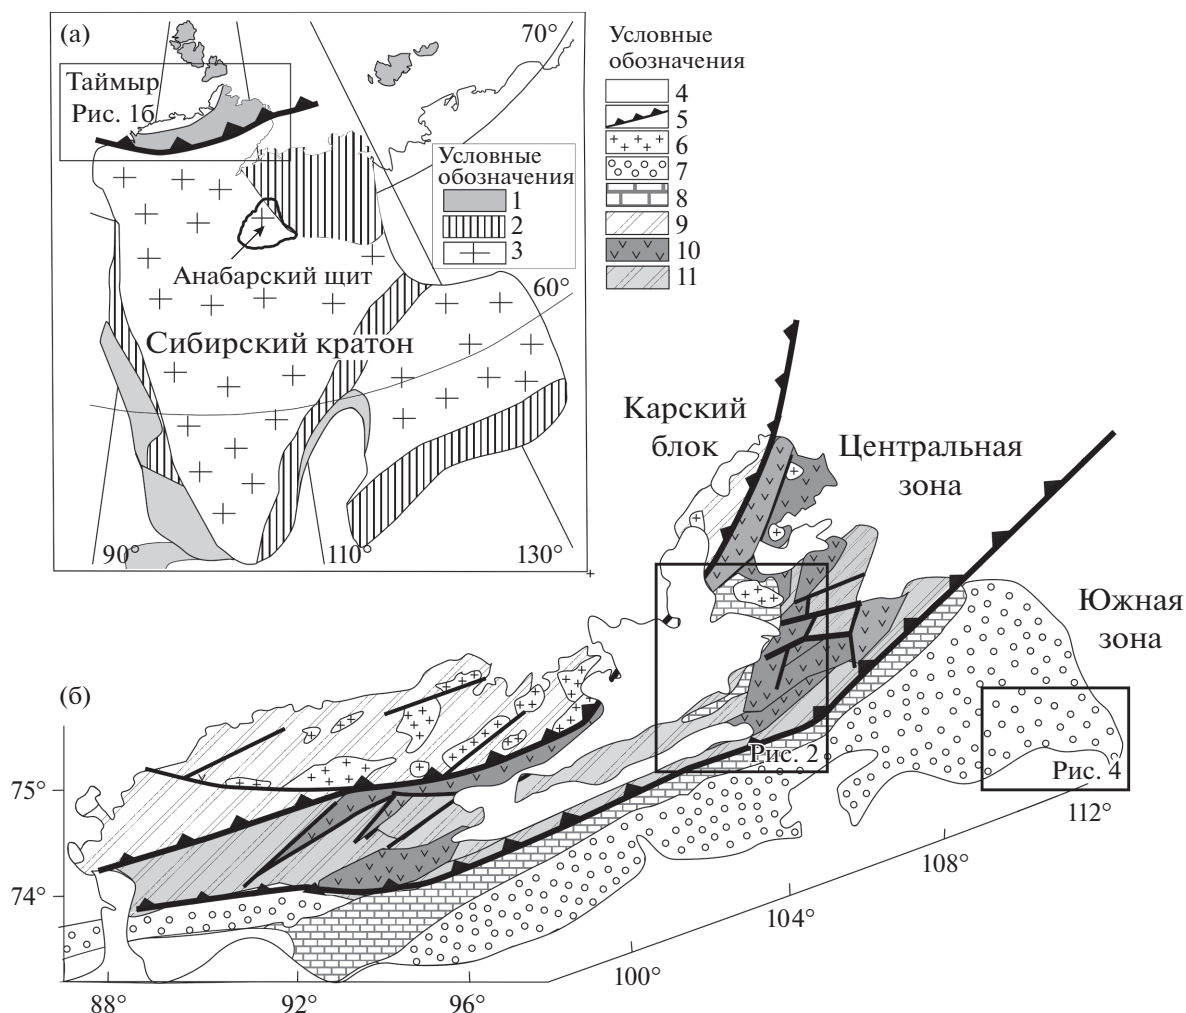 (а)
70°
Таймыр
Рис. 1б
Условные
обозначения
1
2
3
Анабарский щит
60°
Сибирский кратон
90°
110°
130°
Условные
обозначения
4
5
6
7
8
9
10
11
Карский
блок
Центральная
зона
Южная
зона
(б)
Рис. 2
Рис. 4
75°
74°
112°
108°
104°
100°
88°
92°
96°